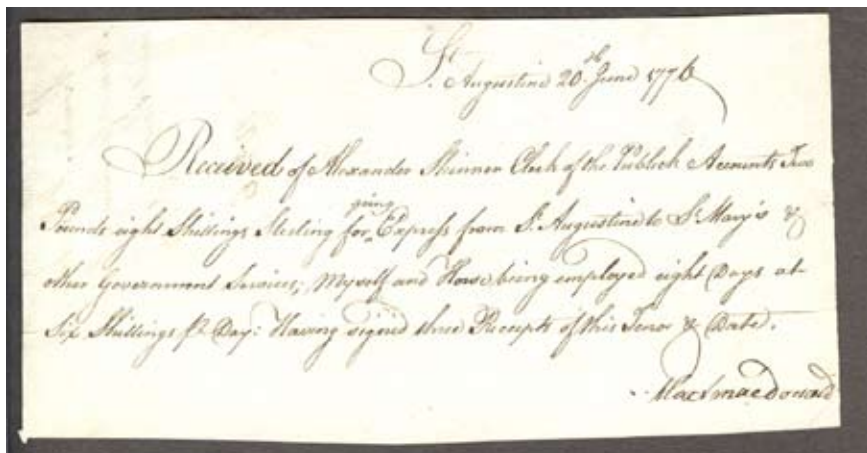 St. Augustine 20th. June 1776
Received of Alexander Skinner Clerk of the Publick Accounts Two
Pounds eight Shillings Sterling for going Express from St. Augustine to St. Mary's &
other Government Services; Myself and Horse being employed eight Days at
Six Shillings pr. Day: Having signed three Receipts of this Tenor & Date.
macdonald